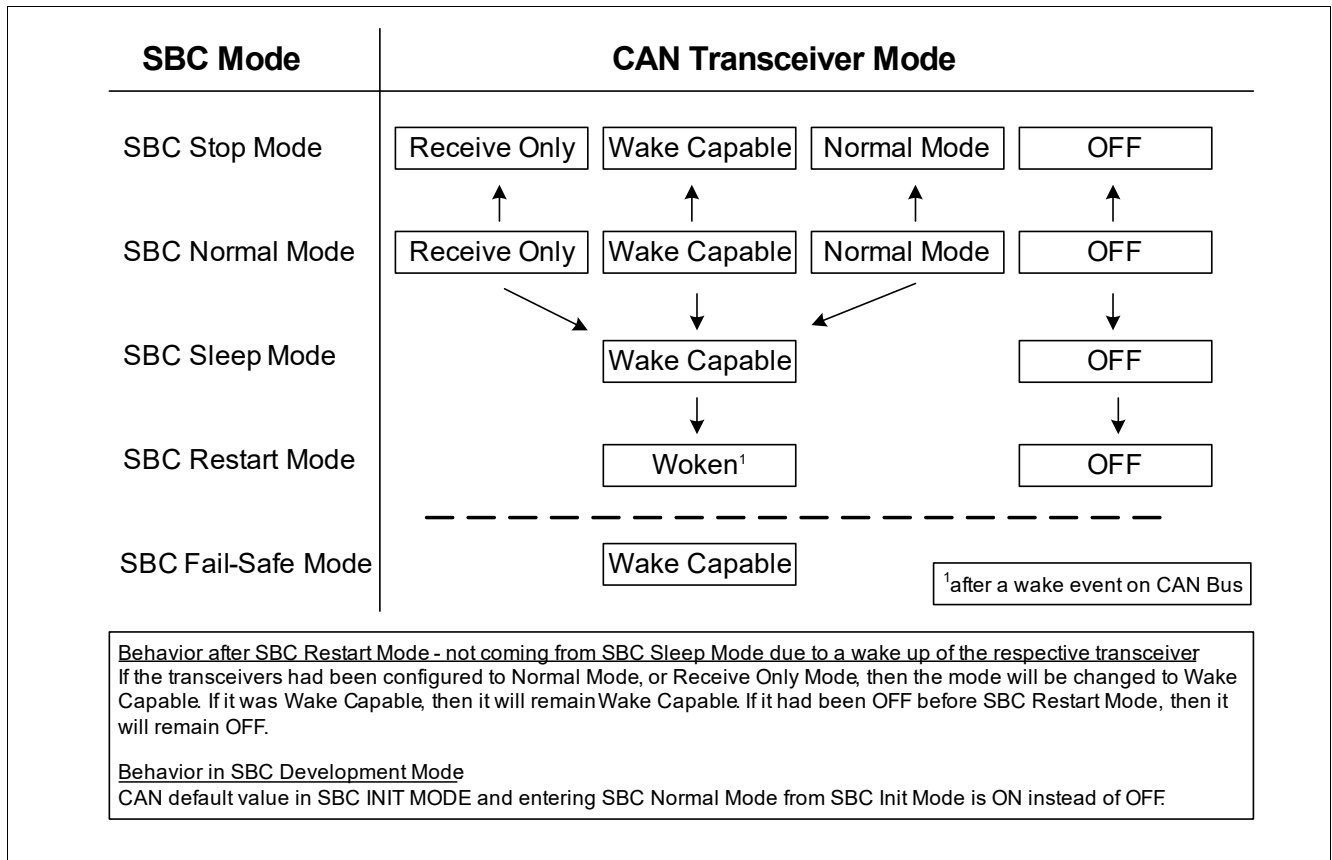 SBC Mode CAN Transceiver Mode
SBC Stop Mode Receive Only Wake Capable Normal Mode OFF
SBC Normal Mode Receive Only Wake Capable Normal Mode OFF
SBC Sleep Mode Wake Capable OFF
SBC Restart Mode Woken¹ OFF
SBC Fail-Safe Mode Wake Capable
¹after a wake event on CAN Bus
Behavior after SBC Restart Mode - not coming from SBC Sleep Mode due to a wake up of the respective transceiver
If the transceivers had been configured to Normal Mode, or Receive Only Mode, then the mode will be changed to Wake
Capable. If it was Wake Capable, then it will remain Wake Capable. If it had been OFF before SBC Restart Mode, then it
will remain OFF.
Behavior in SBC Development Mode
CAN default value in SBC INIT MODE and entering SBC Normal Mode from SBC Init Mode is ON instead of OFF.